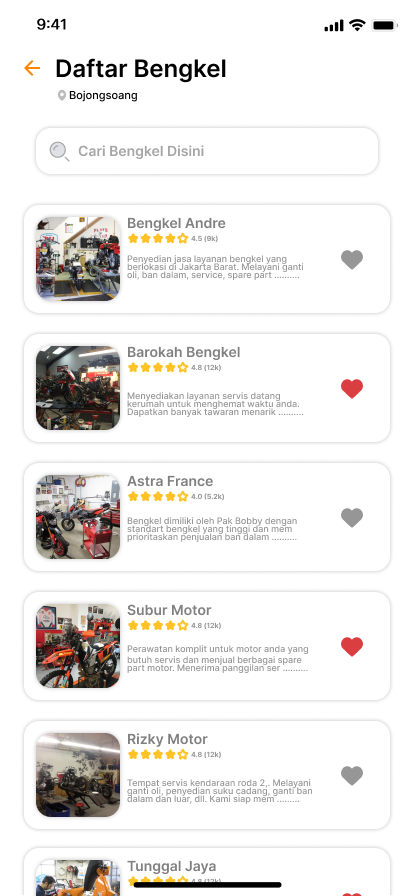 9:41
Daftar Bengkel
Bojongsoang
Cari Bengkel Disini
Bengkel Andre
4.5 (9k)
Penyedian jasa layanan bengkel yang
berlokasi di Jakarta Barat. Melayani ganti
oli, ban dalam, service, spare part ..........
Barokah Bengkel
4.8 (12k)
Menyediakan layanan servis datang
kerumah untuk menghemat waktu anda.
Dapatkan banyak tawaran menarik ..........
Astra France
4.0 (5.2k)
Bengkel dimiliki oleh Pak Bobby dengan
standart bengkel yang tinggi dan mem
prioritaskan penjualan ban dalam ..........
Subur Motor
4.8 (12k)
Perawatan komplit untuk motor anda yang
butuh servis dan menjual berbagai spare
part motor. Menerima panggilan ser ..........
Rizky Motor
4.8 (12k)
Tempat servis kendaraan roda 2,. Melayani
ganti oli, penyedian suku cadang, ganti ban
dalam dan luar, dll. Kami siap mem .........
Tunggal Jaya